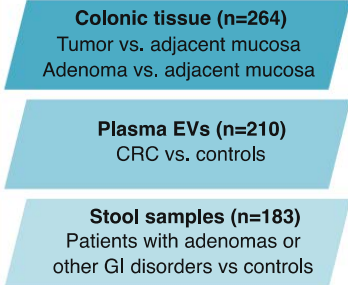 Colonic tissue (n=264)
Tumor vs. adjacent mucosa
Adenoma vs. adjacent mucosa
Plasma EVs (n=210)
CRC vs. controls
Stool samples (n=183)
Patients with adenomas or
other GI disorders vs controls